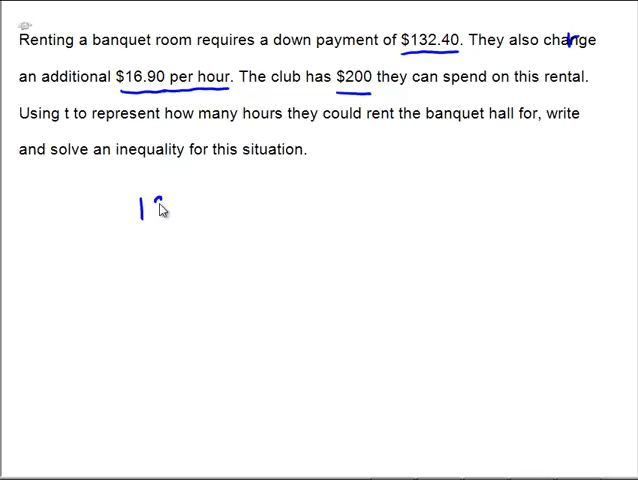 Renting a banquet room requires a down payment of $132.40. They also charge
an additional $16.90 per hour. The club has $200 they can spend on this rental.
Using t to represent how many hours they could rent the banquet hall for, write
and solve an inequality for this situation.
1